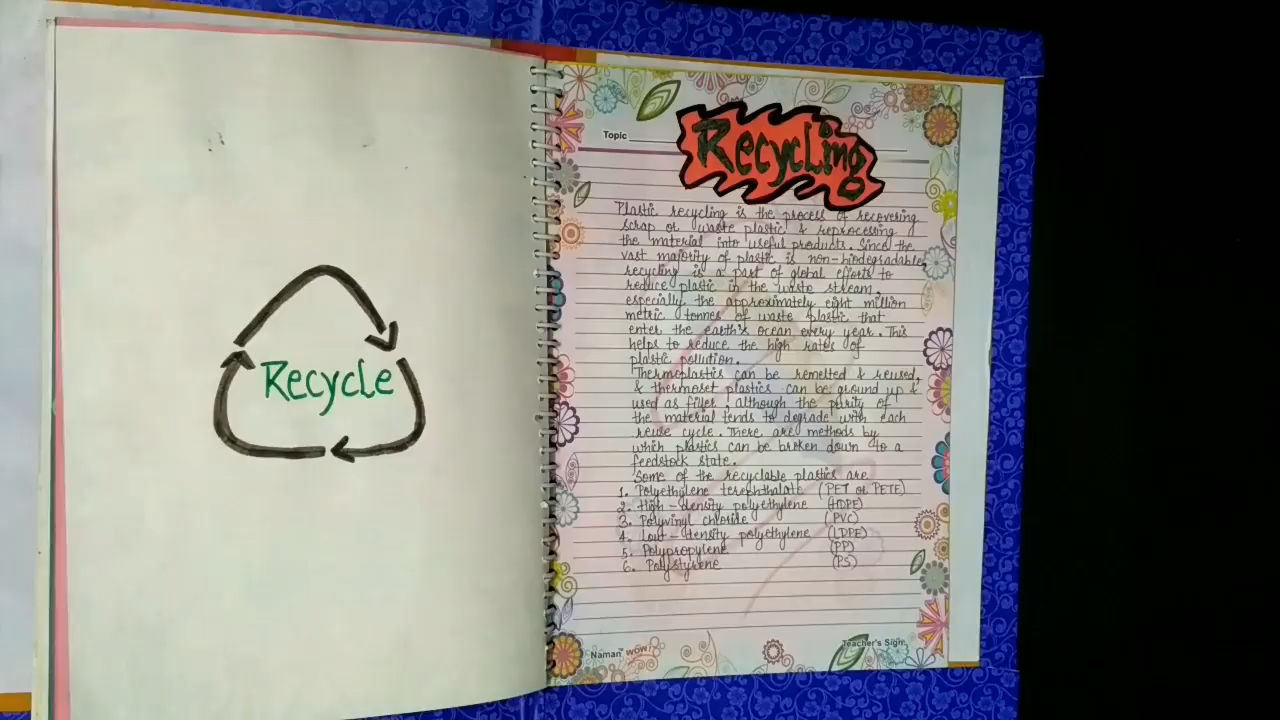 Recycle
Topic
Recycling
Plastic recycling is the process of recovering
scrap or waste plastic & reprocessing
the material into useful products. Since the
vast majority of plastic is non-biodegradable,
recycling is a part of global efforts to
reduce plastic in the waste stream,
especially the approximately eight million
metric tonnes of waste plastic that
enter the earth's ocean every year. This
helps to reduce the high rates of
plastic pollution.
Thermoplastics can be remelted & reused,
& thermoset plastics can be ground up &
used as filler. Although the purity of
the material tends to degrade with each
reuse cycle. There are methods by
which plastics can be broken down to a
feedstock state.
Some of the recyclable plastics are
1. Polyethylene terephthalate (PET or PETE)
2. High-density polyethylene (HDPE)
3. Polyvinyl chloride (PVC)
4. Low-density polyethylene (LDPE)
5. Polypropylene (PP)
6. Polystyrene (PS)
Naman wow!
Teacher's Sign